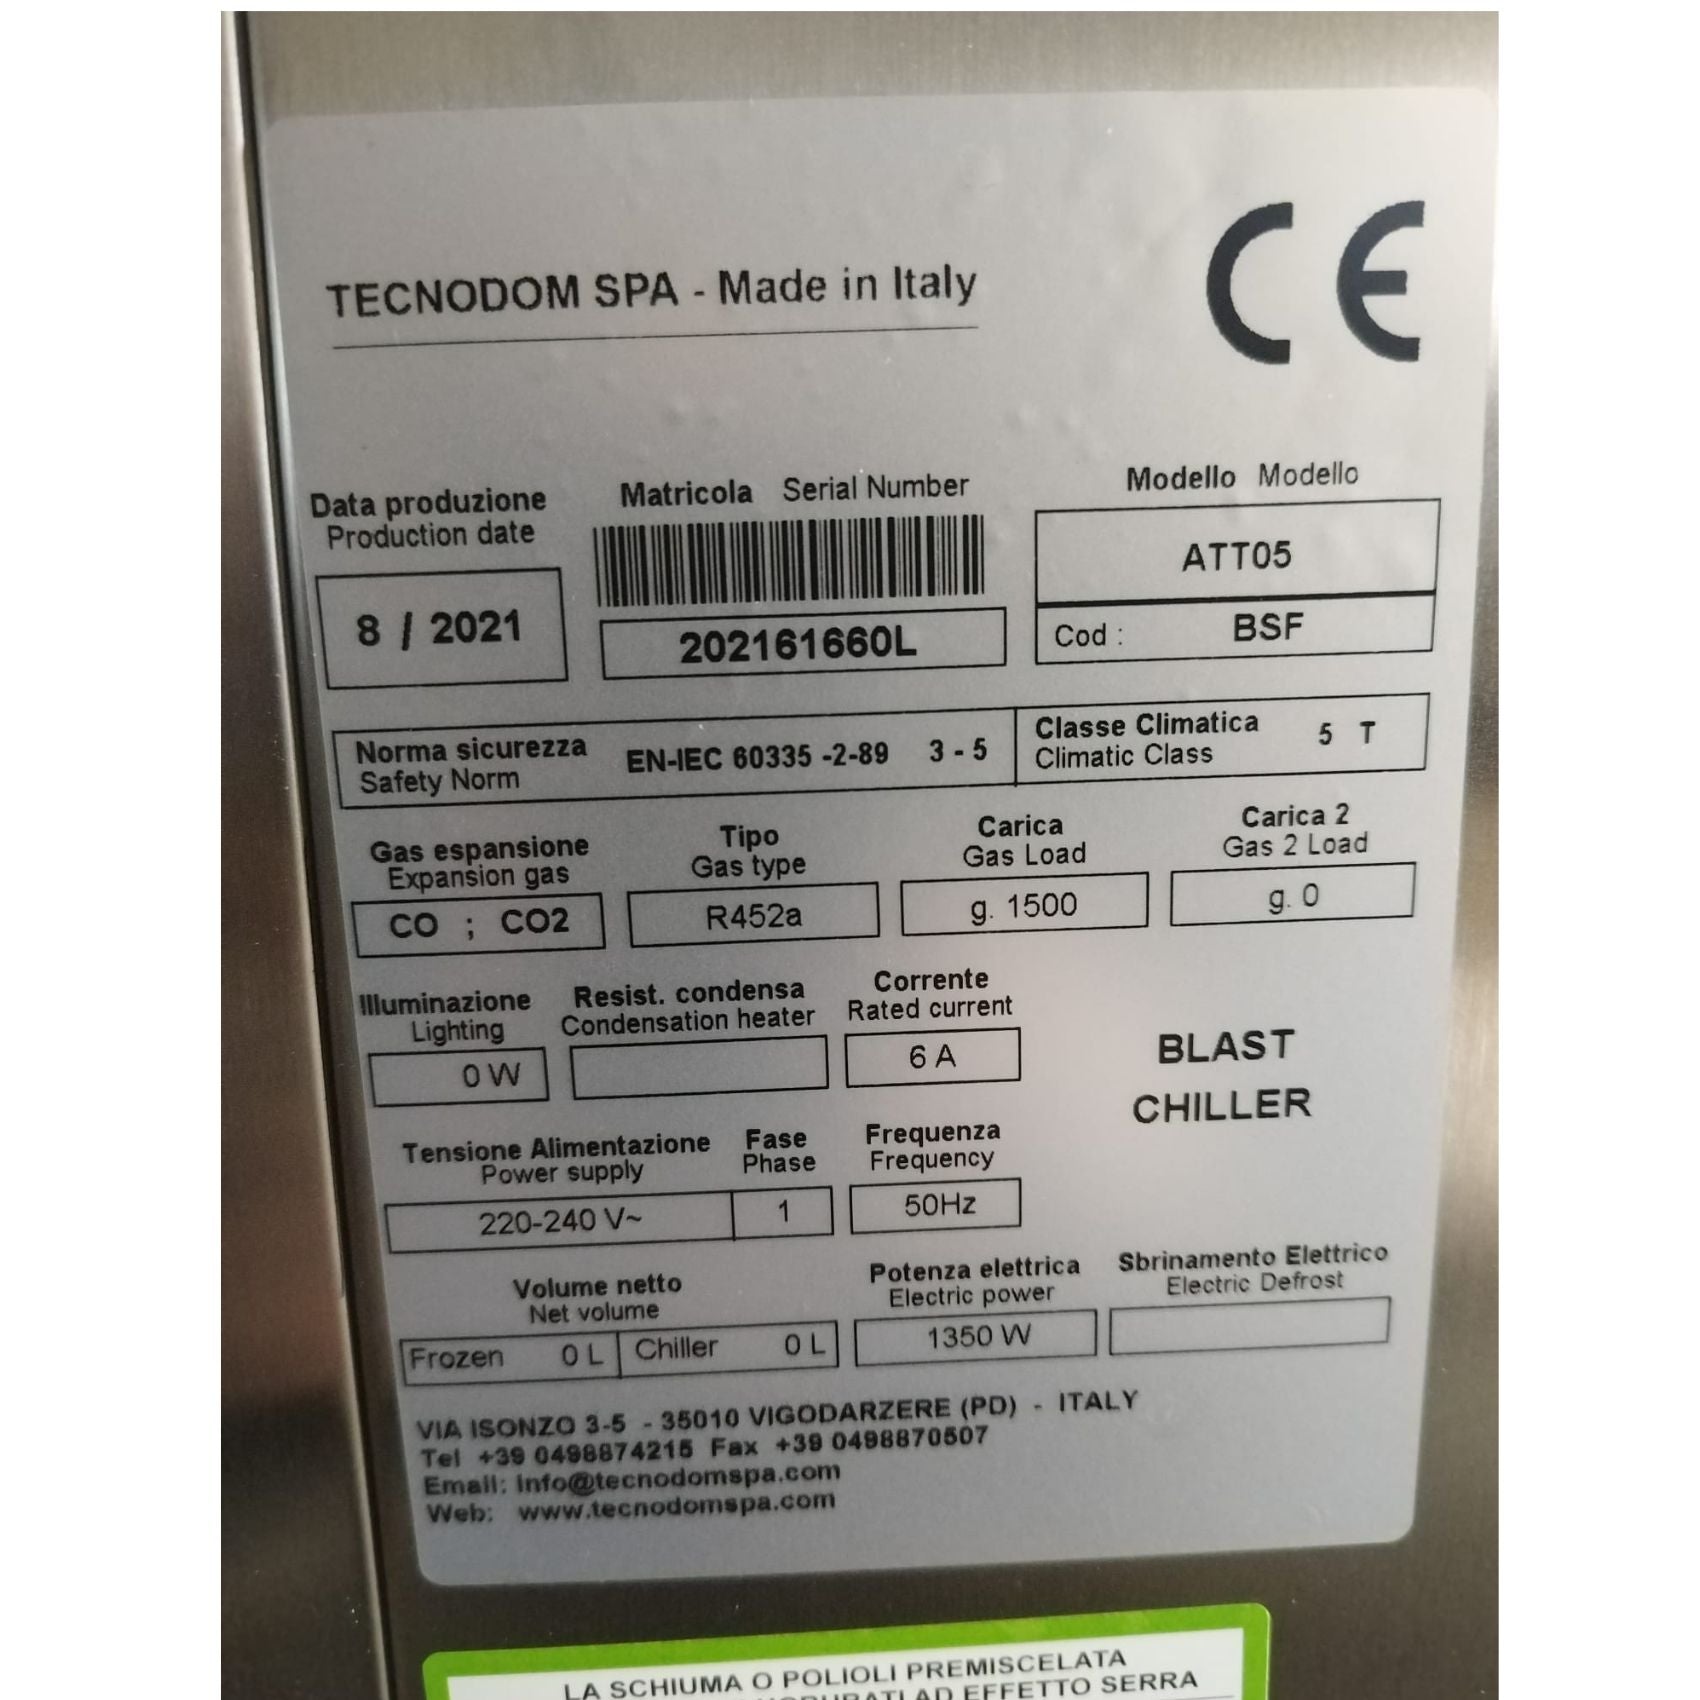 CE
TECNODOM SPA - Made in Italy
Data produzione
Production date
8 / 2021
Matricola Serial Number
202161660L
Modello Modello
ATT05
Cod : BSF
Norma sicurezza
Safety Norm
EN-IEC 60335 -2-89 3 - 5
Classe Climatica
Climatic Class
5 T
Gas espansione
Expansion gas
CO ; CO2
Tipo
Gas type
R452a
Carica
Gas Load
g. 1500
Carica 2
Gas 2 Load
g. 0
Illuminazione
Lighting
0 W
Resist. condensa
Condensation heater
Corrente
Rated current
6 A
BLAST
CHILLER
Tensione Alimentazione
Power supply
220-240 V~
Fase
Phase
1
Frequenza
Frequency
50Hz
Volume netto
Net volume
Frozen 0 L
Chiller 0 L
Potenza elettrica
Electric power
1350 W
Sbrinamento Elettrico
Electric Defrost
VIA ISONZO 3-5 - 35010 VIGODARZERE (PD) - ITALY
Tel +39 0498874215 Fax +39 0498870507
Email: info@tecnodomspa.com
Web: www.tecnodomspa.com
LA SCHIUMA O POLIOLI PREMISCELATA
AD EFFETTO SERRA